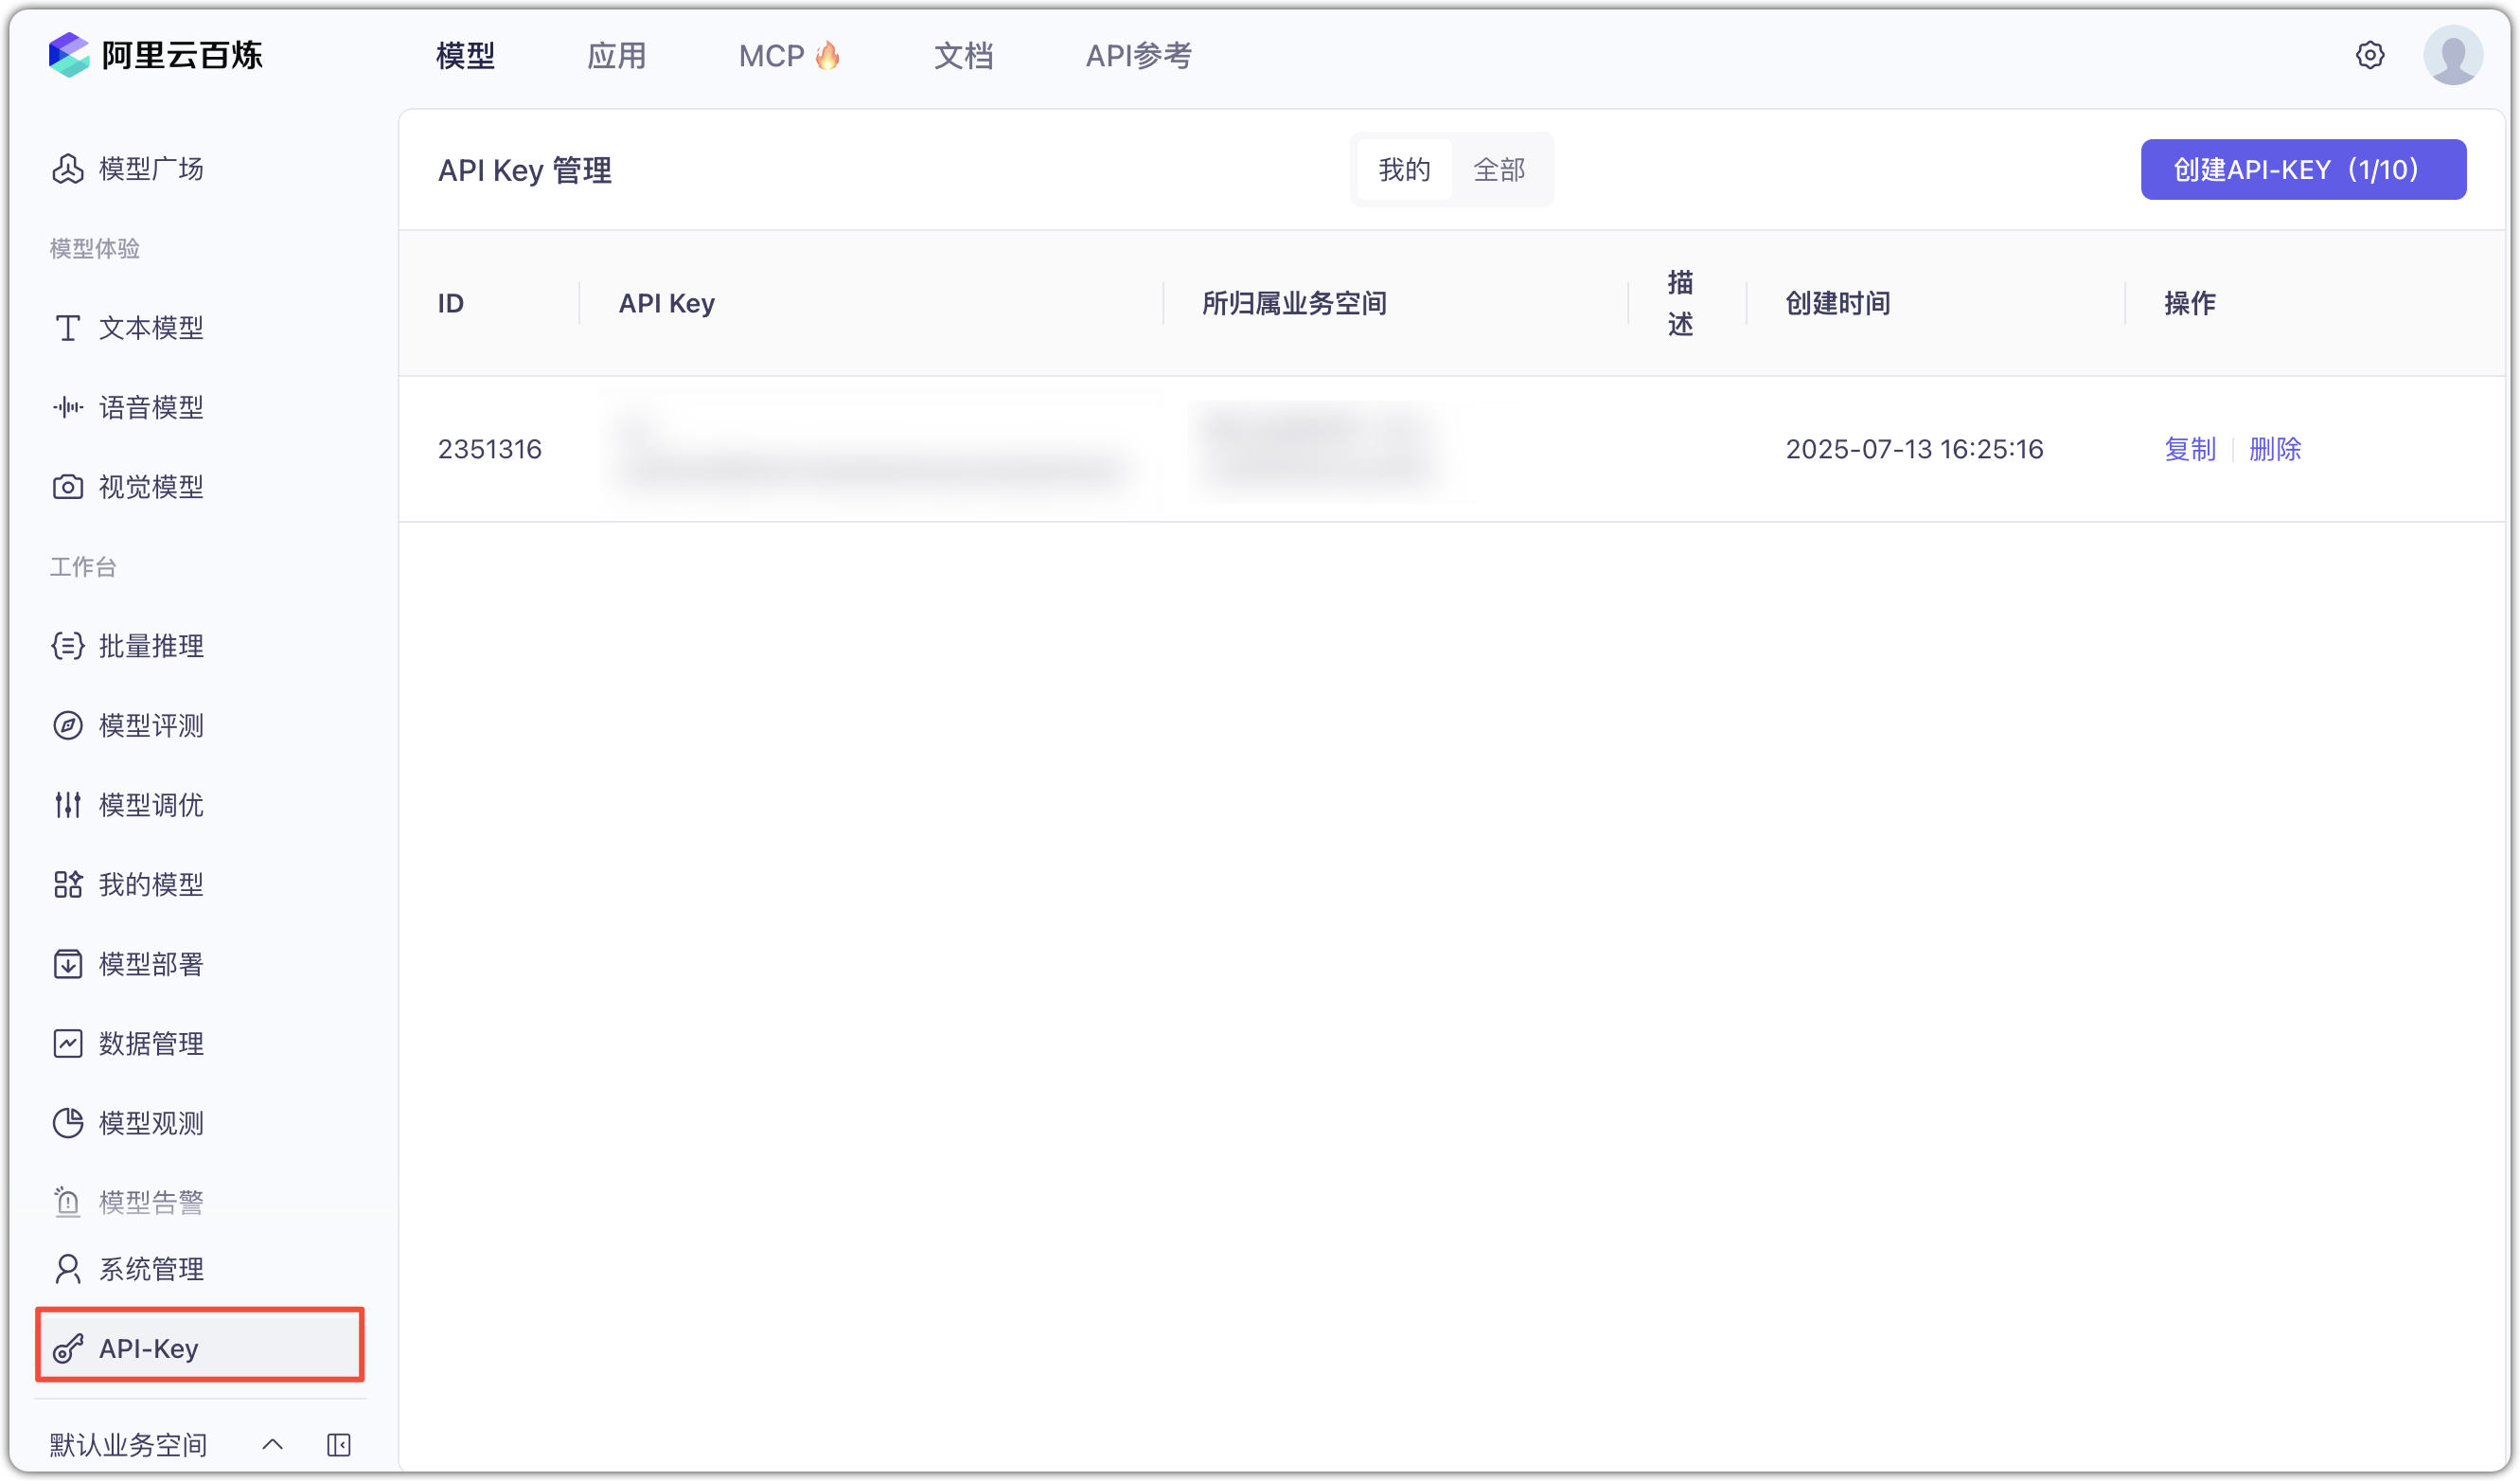 阿里云百炼
模型 应用 MCP 文档 API参考
模型广场
模型体验
文本模型
语音模型
视觉模型
工作台
批量推理
模型评测
模型调优
我的模型
模型部署
数据管理
模型观测
模型告警
系统管理
API-Key
默认业务空间
API Key 管理 我的 全部 创建API-KEY（1/10）
ID API Key 所归属业务空间 描述 创建时间 操作
2351316 2025-07-13 16:25:16 复制 删除